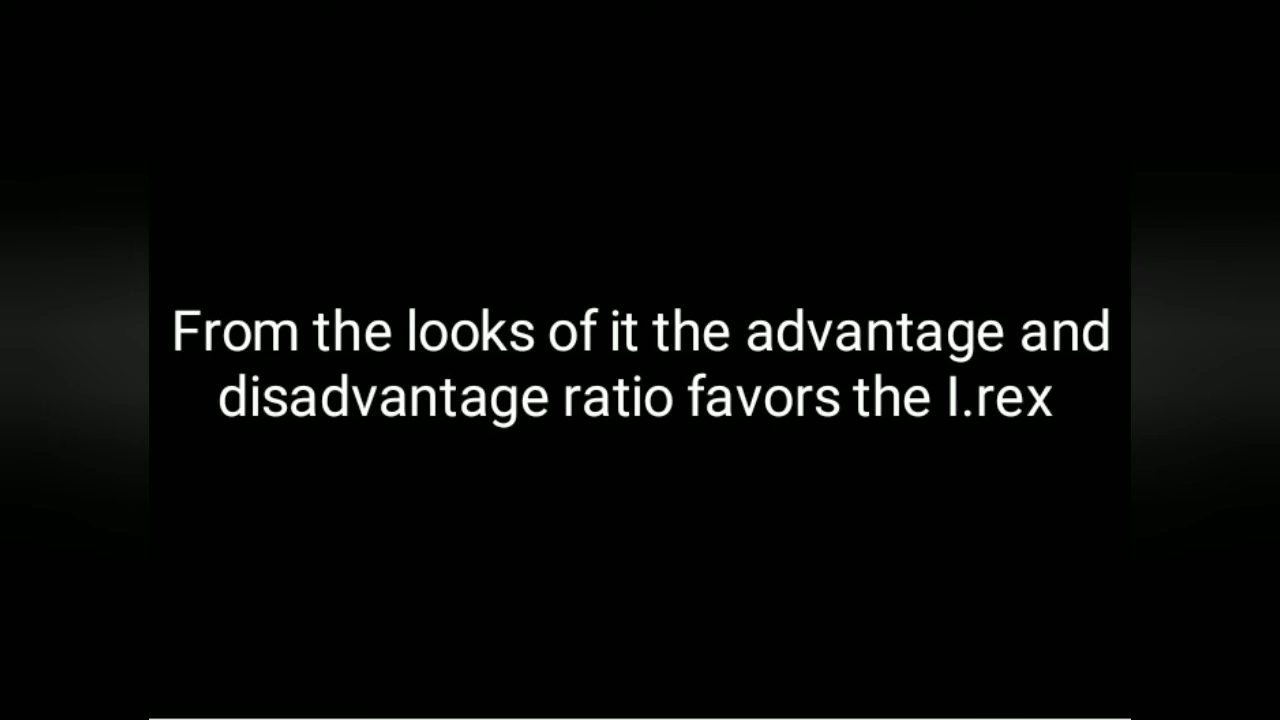 From the looks of it the advantage and
disadvantage ratio favors the I.rex